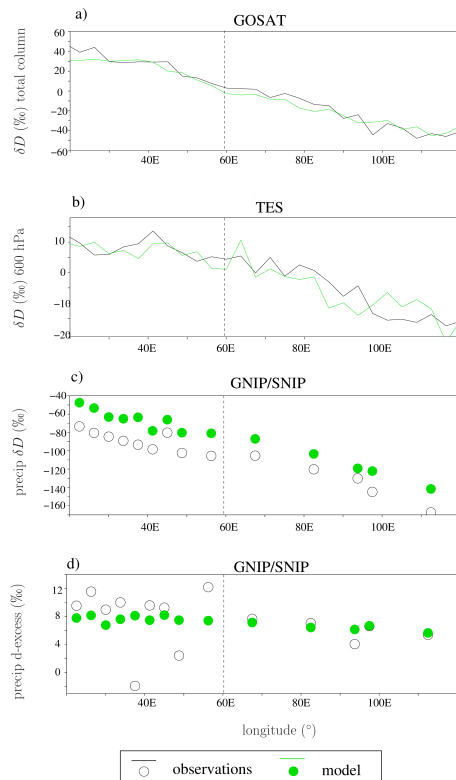 a) GOSAT
δD (‰) total column
60
40
20
0
-20
-40
-60
40E 60E 80E 100E
b) TES
δD (‰) 600 hPa
10
0
-10
-20
40E 60E 80E 100E
c) GNIP/SNIP
precip δD (‰)
-40
-60
-80
-100
-120
-140
-160
40E 60E 80E 100E
d) GNIP/SNIP
precip d-excess (‰)
12
8
4
0
40E 60E 80E 100E
longitude (°)
observations model